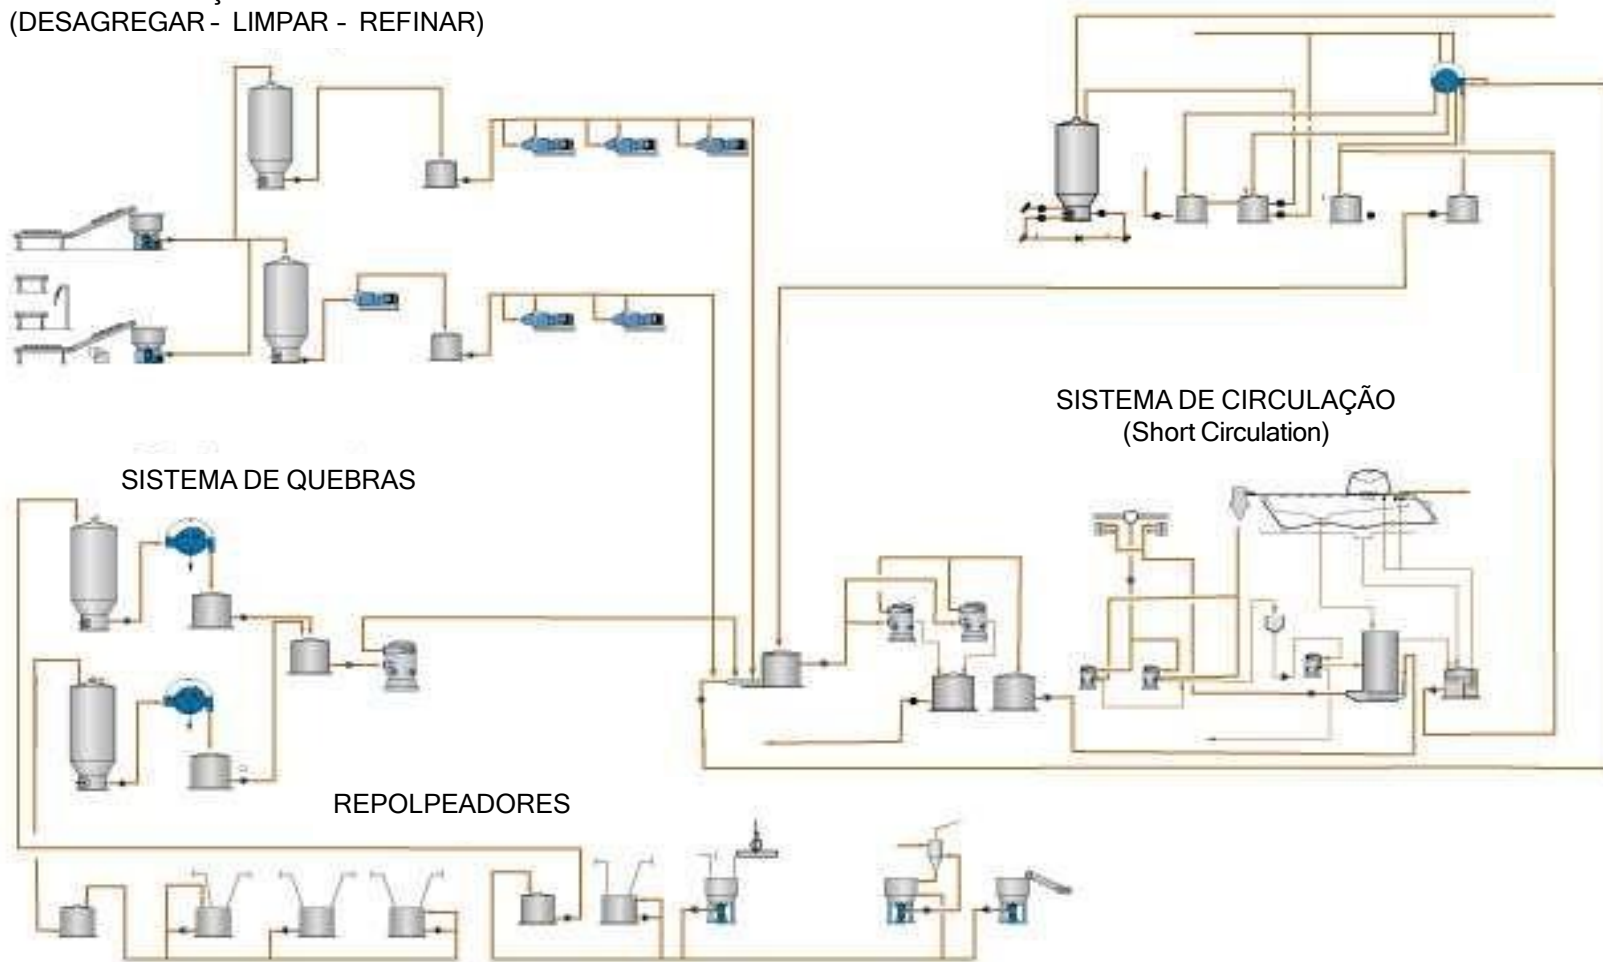 (DESAGREGAR - LIMPAR - REFINAR)
SISTEMA DE CIRCULAÇÃO
(Short Circulation)
SISTEMA DE QUEBRAS
REPOLPEADORES